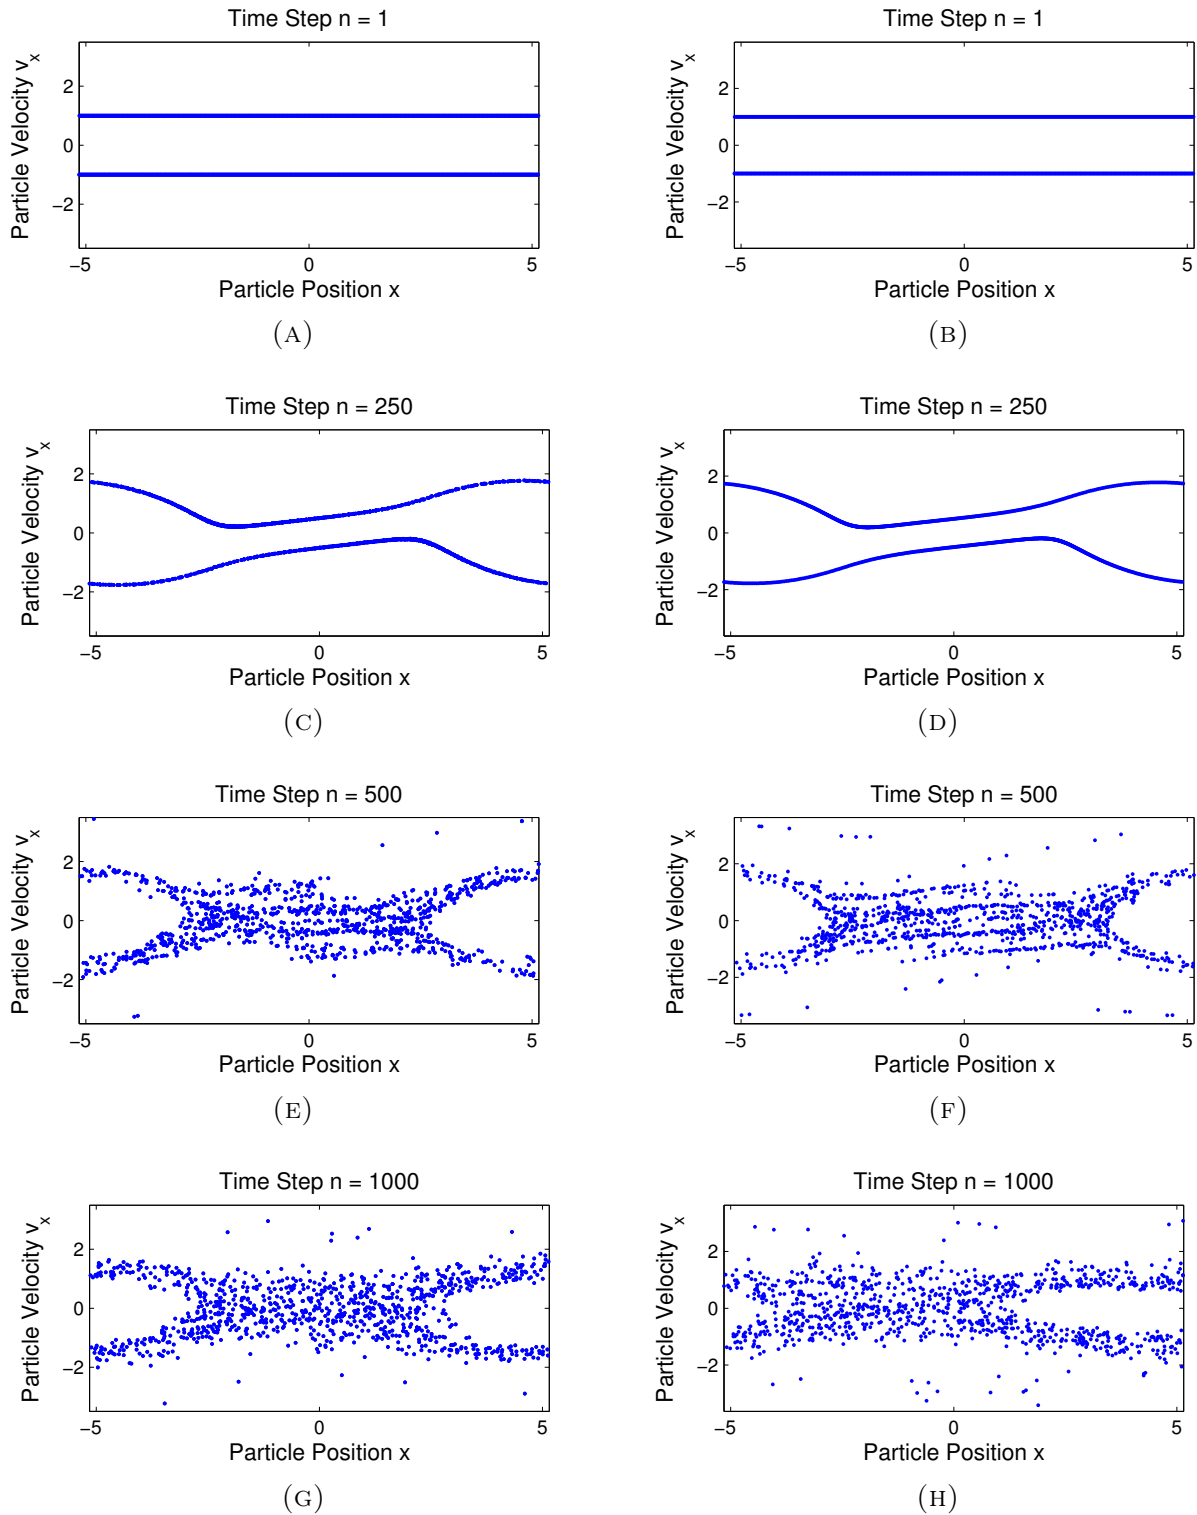 Time Step n = 1
Particle Velocity v_x
2
0
−2
−5 0 5
Particle Position x
(A)
Time Step n = 1
Particle Velocity v_x
2
0
−2
−5 0 5
Particle Position x
(B)
Time Step n = 250
Particle Velocity v_x
2
0
−2
−5 0 5
Particle Position x
(C)
Time Step n = 250
Particle Velocity v_x
2
0
−2
−5 0 5
Particle Position x
(D)
Time Step n = 500
Particle Velocity v_x
2
0
−2
−5 0 5
Particle Position x
(E)
Time Step n = 500
Particle Velocity v_x
2
0
−2
−5 0 5
Particle Position x
(F)
Time Step n = 1000
Particle Velocity v_x
2
0
−2
−5 0 5
Particle Position x
(G)
Time Step n = 1000
Particle Velocity v_x
2
0
−2
−5 0 5
Particle Position x
(H)